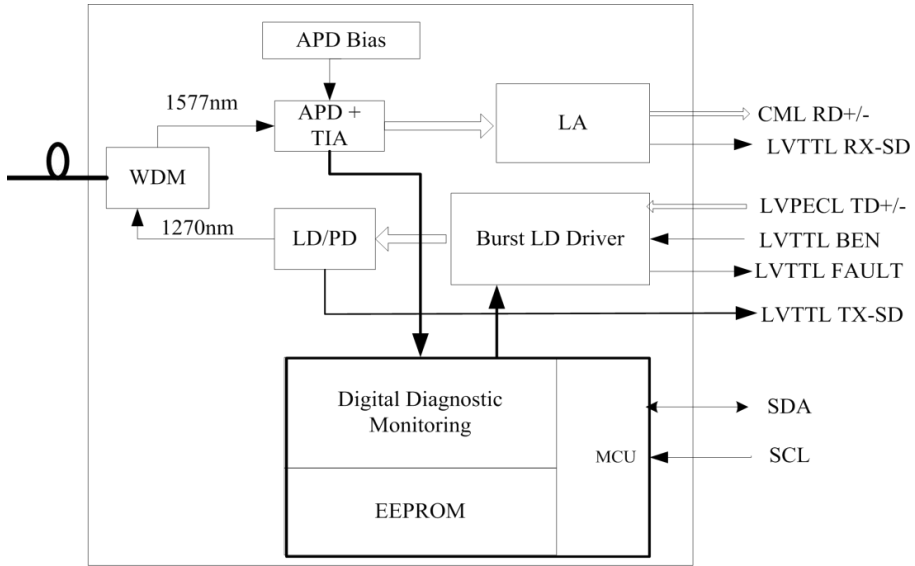 APD Bias
1577nm
APD +
TIA
LA
CML RD+/-
LVTTL RX-SD
WDM
LVPECL TD+/-
1270nm
LD/PD
Burst LD Driver
LVTTL BEN
LVTTL FAULT
LVTTL TX-SD
Digital Diagnostic
Monitoring
SDA
MCU
SCL
EEPROM